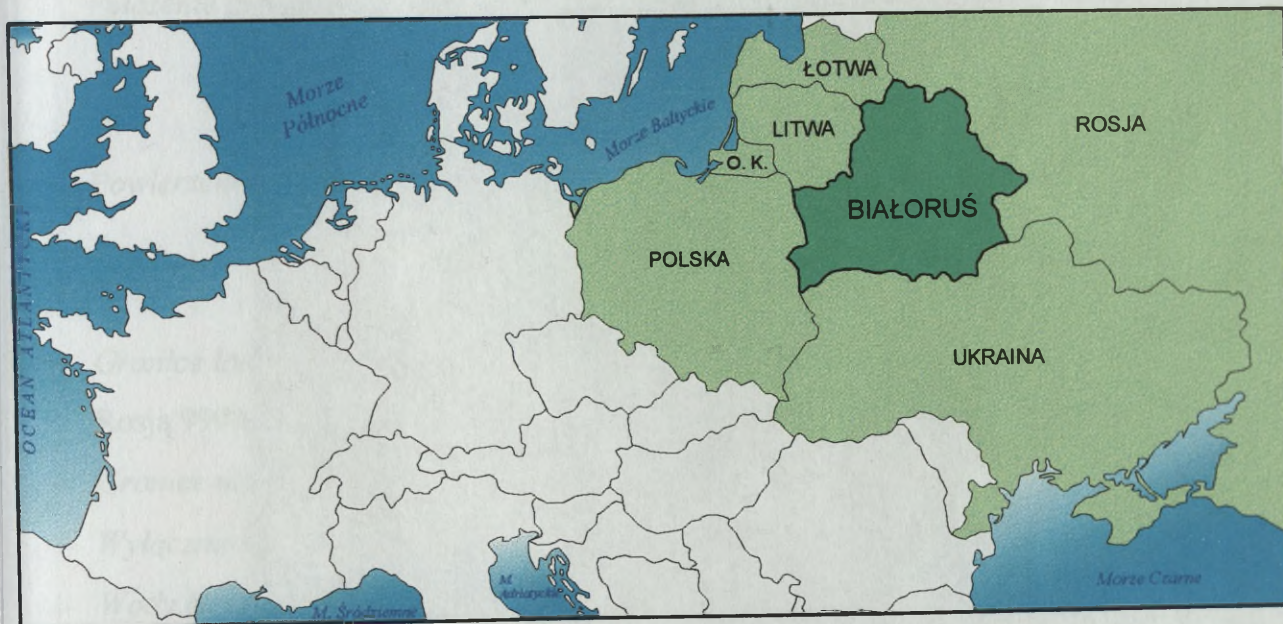 Morze
Północne
Morze Bałtyckie
ŁOTWA
LITWA
O. K.
ROSJA
BIAŁORUŚ
POLSKA
UKRAINA
OCEAN ATLANTYCKI
M. Śródziemne
M.
Adriatyckie
Morze Czarne